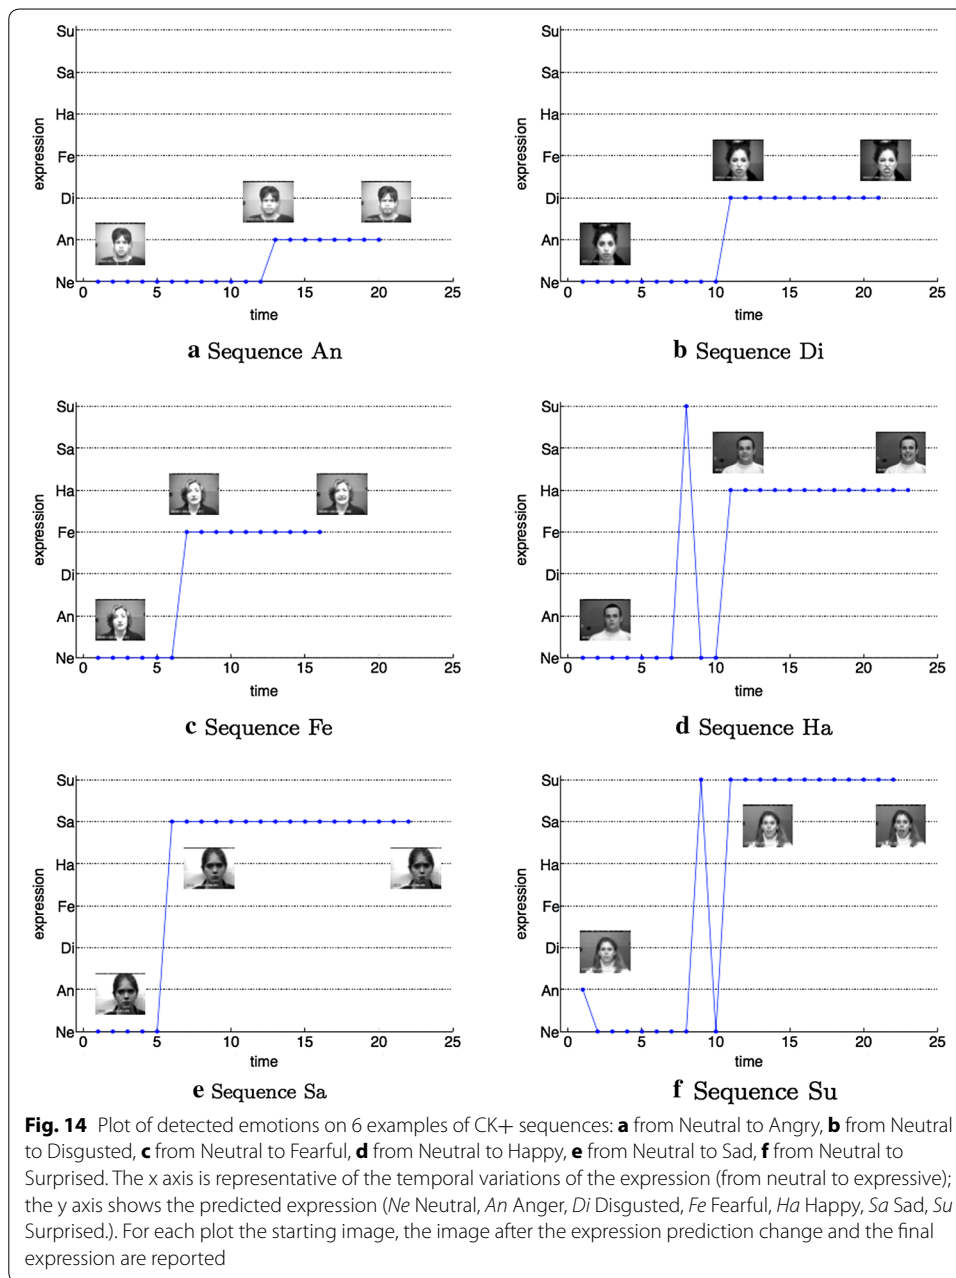 Su
Sa
Ha
Fe
Di
An
Ne
expression
0 5 10 15 20 25
time
a Sequence An
Su
Sa
Ha
Fe
Di
An
Ne
expression
0 5 10 15 20 25
time
b Sequence Di
Su
Sa
Ha
Fe
Di
An
Ne
expression
0 5 10 15 20 25
time
c Sequence Fe
Su
Sa
Ha
Fe
Di
An
Ne
expression
0 5 10 15 20 25
time
d Sequence Ha
Su
Sa
Ha
Fe
Di
An
Ne
expression
0 5 10 15 20 25
time
e Sequence Sa
Su
Sa
Ha
Fe
Di
An
Ne
expression
0 5 10 15 20 25
time
f Sequence Su
Fig. 14 Plot of detected emotions on 6 examples of CK+ sequences: a from Neutral to Angry, b from Neutral
to Disgusted, c from Neutral to Fearful, d from Neutral to Happy, e from Neutral to Sad, f from Neutral to
Surprised. The x axis is representative of the temporal variations of the expression (from neutral to expressive);
the y axis shows the predicted expression (Ne Neutral, An Anger, Di Disgusted, Fe Fearful, Ha Happy, Sa Sad, Su
Surprised.). For each plot the starting image, the image after the expression prediction change and the final
expression are reported